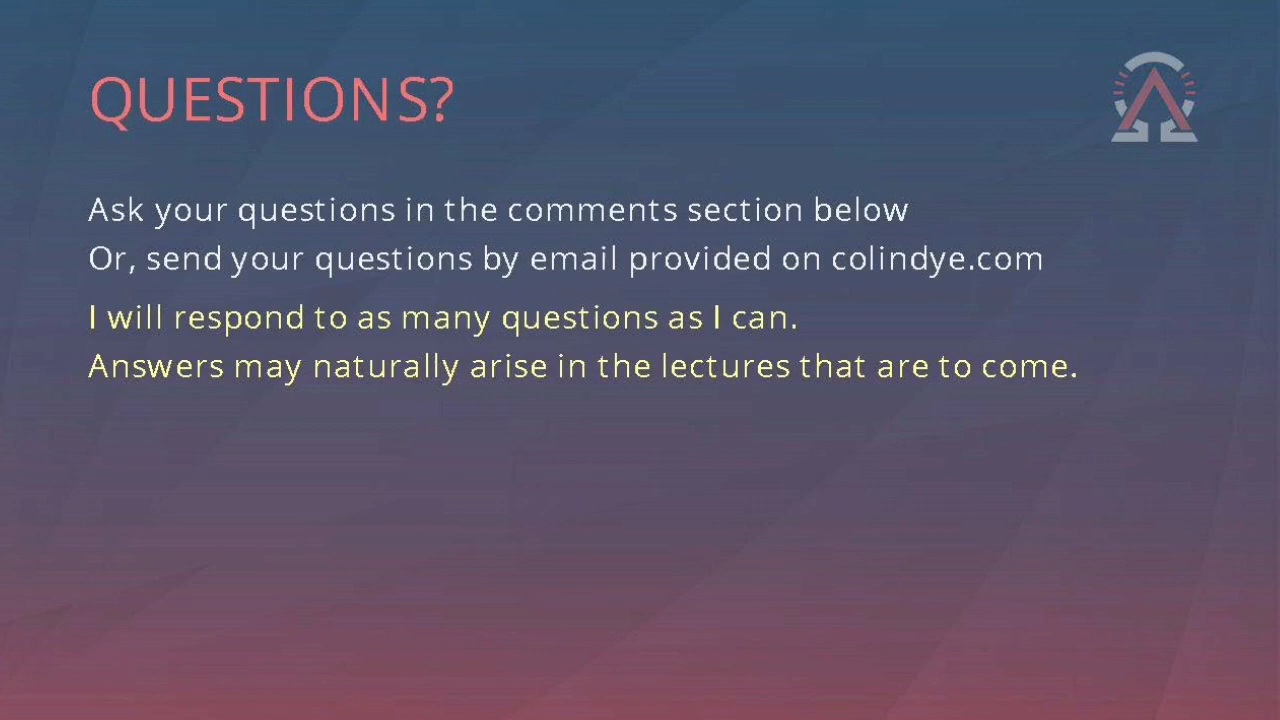 QUESTIONS?
Ask your questions in the comments section below
Or, send your questions by email provided on colindye.com
I will respond to as many questions as I can.
Answers may naturally arise in the lectures that are to come.